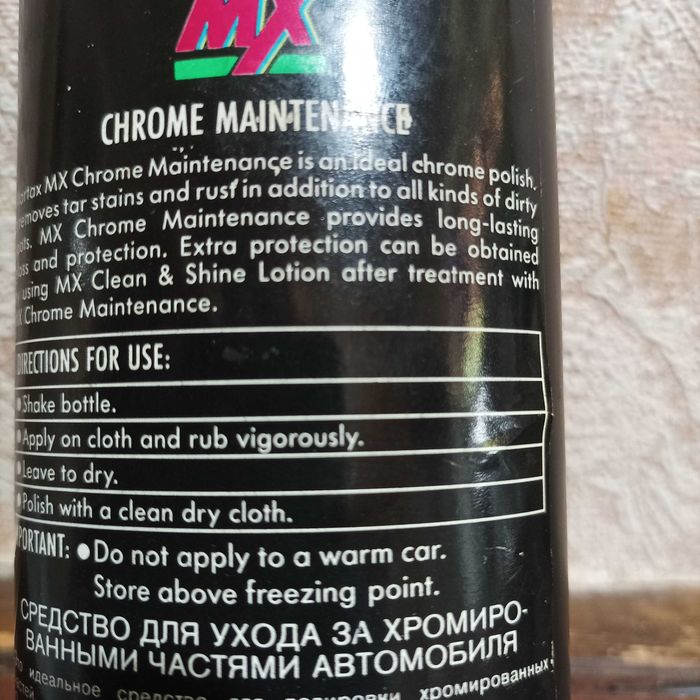 MX
CHROME MAINTENANCE
MX Chrome Maintenance is an ideal chrome polish.
removes tar stains and rust in addition to all kinds of dirty
MX Chrome Maintenance provides long-lasting
and protection. Extra protection can be obtained
using MX Clean & Shine Lotion after treatment with
Chrome Maintenance.
DIRECTIONS FOR USE:
• Shake bottle.
• Apply on cloth and rub vigorously.
• Leave to dry.
• Polish with a clean dry cloth.
IMPORTANT: • Do not apply to a warm car.
Store above freezing point.
СРЕДСТВО ДЛЯ УХОДА ЗА ХРОМИРО-
ВАННЫМИ ЧАСТЯМИ АВТОМОБИЛЯ
идеальное средство для полировки хромированных